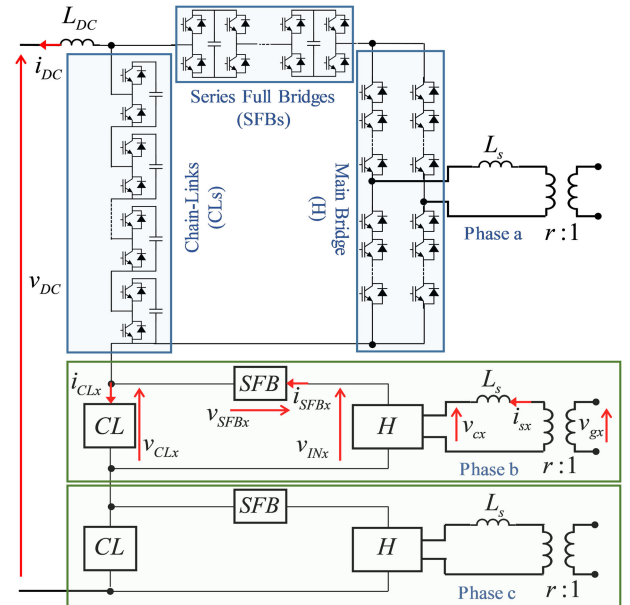 L_DC
i_DC
Series Full Bridges
(SFBs)
Chain-Links
(CLs)
Main Bridge
(H)
L_s
Phase a
r : 1
v_DC
i_CLx
SFB
i_SFBx
L_s
v_SFBx
CL
v_CLx
v_INx
H
v_cx
i_sx
v_gx
Phase b
r : 1
SFB
L_s
CL
H
Phase c
r : 1